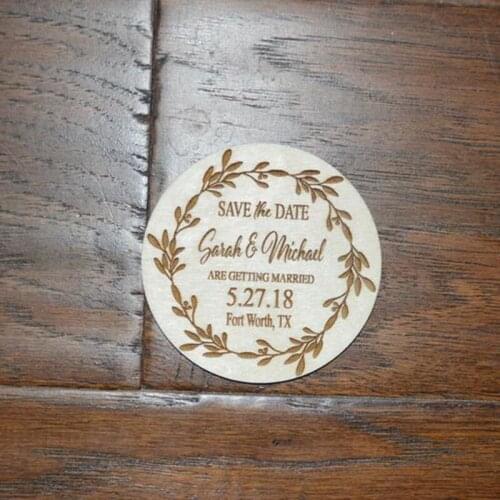 SAVE the DATE
Sarah & Michael
ARE GETTING MARRIED
5.27.18
Fort Worth, TX